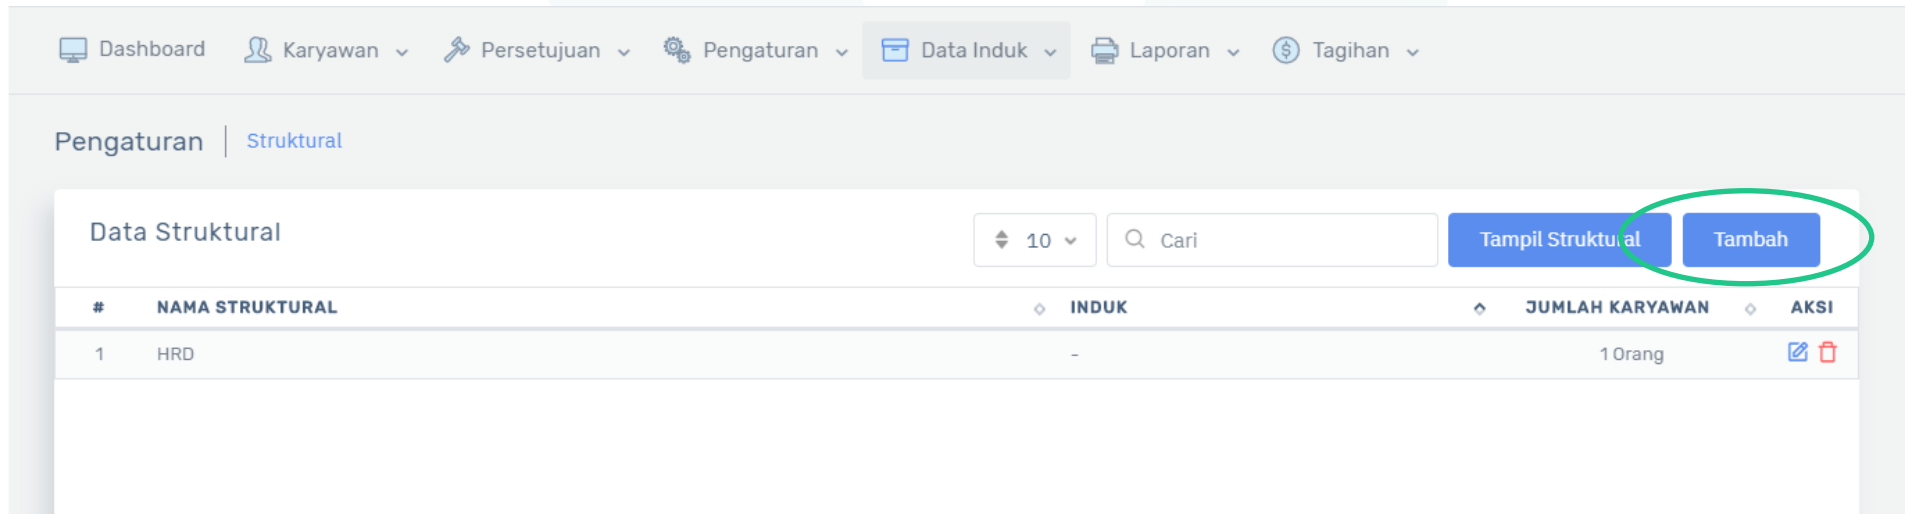 Dashboard Karyawan Persetujuan Pengaturan Data Induk Laporan Tagihan
Pengaturan Struktural
Data Struktural 10 Cari Tampil Struktural Tambah
# NAMA STRUKTURAL INDUK JUMLAH KARYAWAN AKSI
1 HRD - 1 Orang